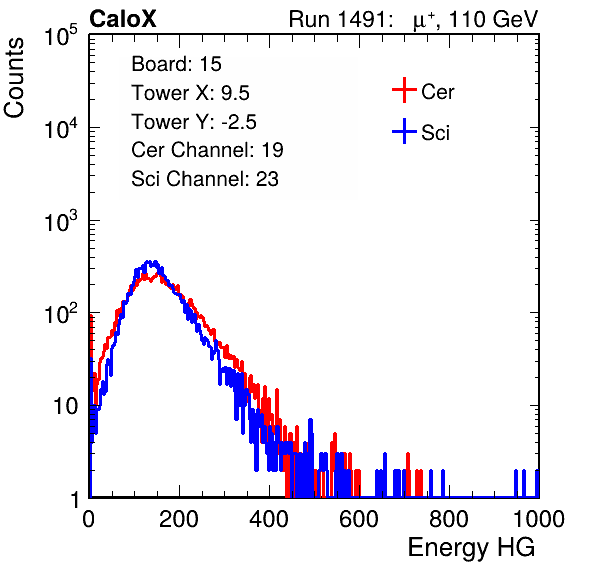 CaloX Run 1491: μ⁺, 110 GeV
Board: 15
Tower X: 9.5
Tower Y: -2.5
Cer Channel: 19
Sci Channel: 23
Cer
Sci
Counts
10⁵
10⁴
10³
10²
10
1
0 200 400 600 800 1000
Energy HG